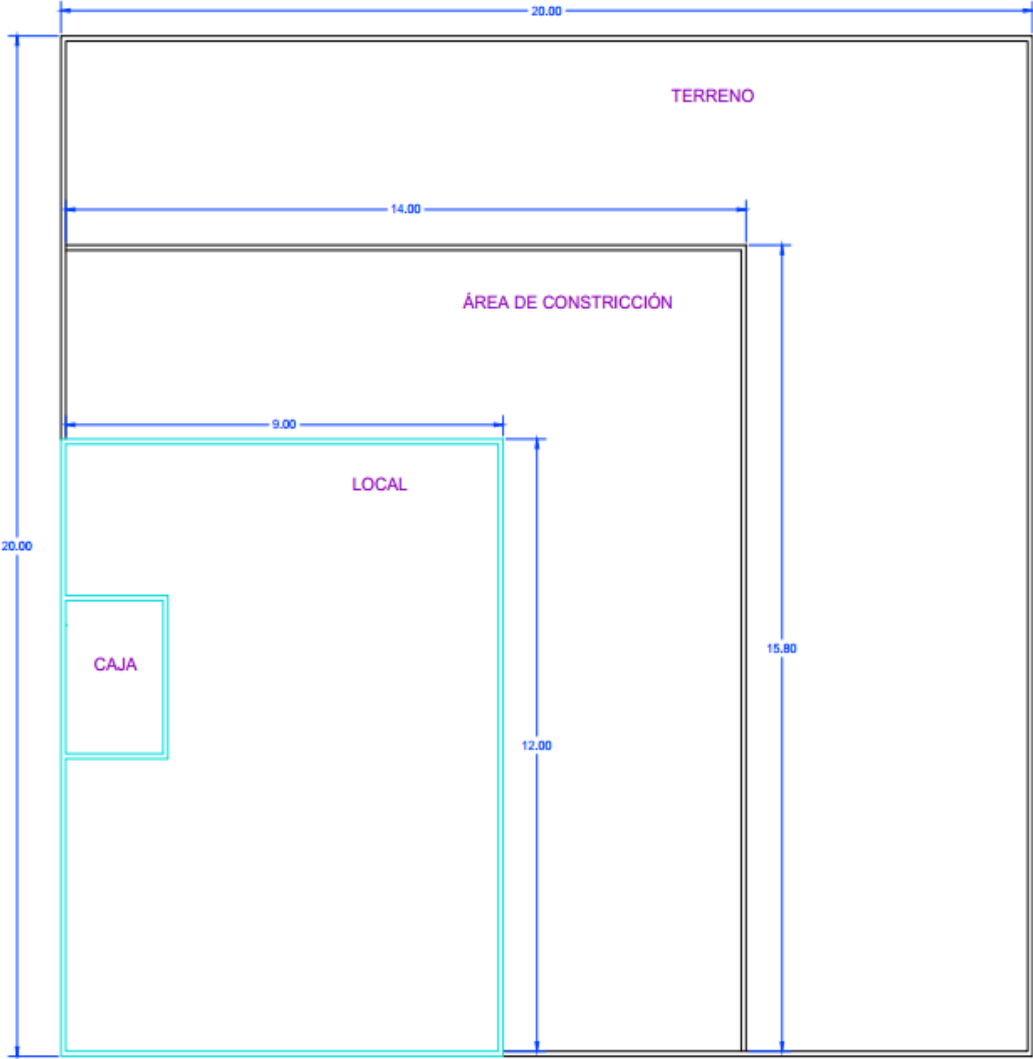 20.00
TERRENO
14.00
ÁREA DE CONSTRICCIÓN
9.00
LOCAL
20.00
CAJA
15.80
12.00